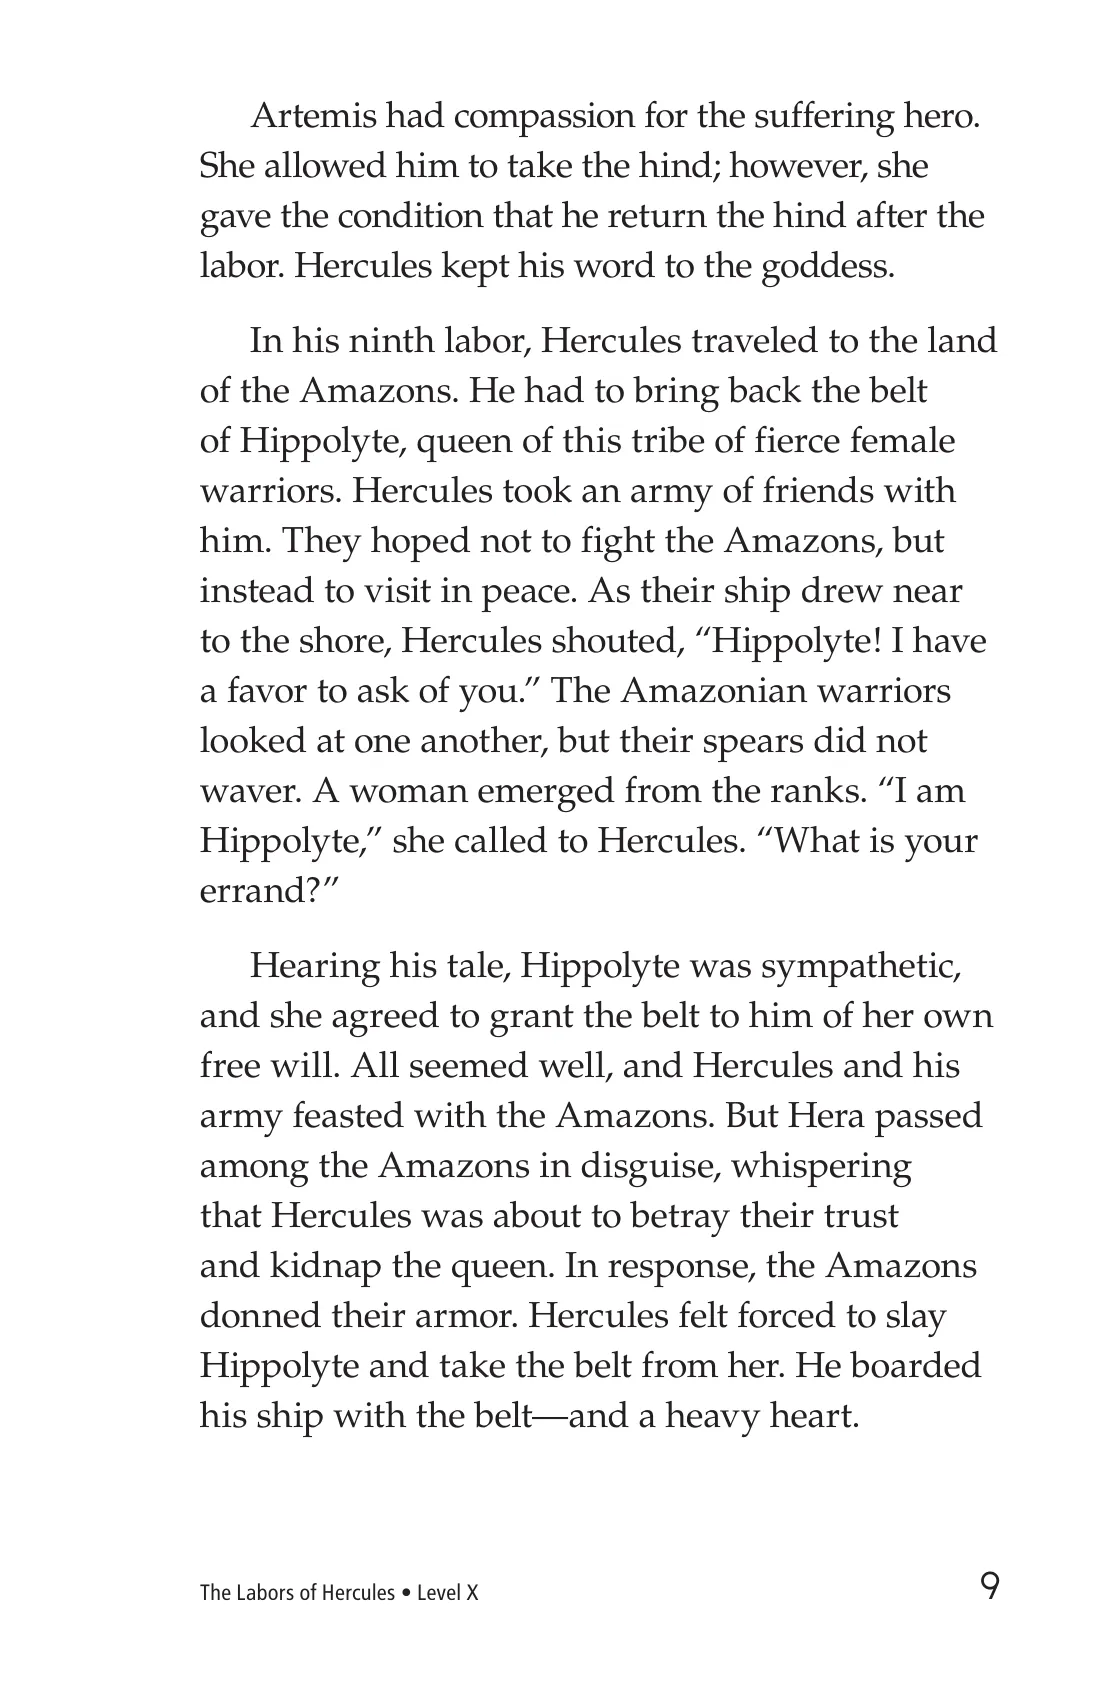 Artemis had compassion for the suffering hero.
She allowed him to take the hind; however, she
gave the condition that he return the hind after the
labor. Hercules kept his word to the goddess.
In his ninth labor, Hercules traveled to the land
of the Amazons. He had to bring back the belt
of Hippolyte, queen of this tribe of fierce female
warriors. Hercules took an army of friends with
him. They hoped not to fight the Amazons, but
instead to visit in peace. As their ship drew near
to the shore, Hercules shouted, “Hippolyte! I have
a favor to ask of you.” The Amazonian warriors
looked at one another, but their spears did not
waver. A woman emerged from the ranks. “I am
Hippolyte,” she called to Hercules. “What is your
errand?”
Hearing his tale, Hippolyte was sympathetic,
and she agreed to grant the belt to him of her own
free will. All seemed well, and Hercules and his
army feasted with the Amazons. But Hera passed
among the Amazons in disguise, whispering
that Hercules was about to betray their trust
and kidnap the queen. In response, the Amazons
donned their armor. Hercules felt forced to slay
Hippolyte and take the belt from her. He boarded
his ship with the belt—and a heavy heart.
The Labors of Hercules • Level X
9